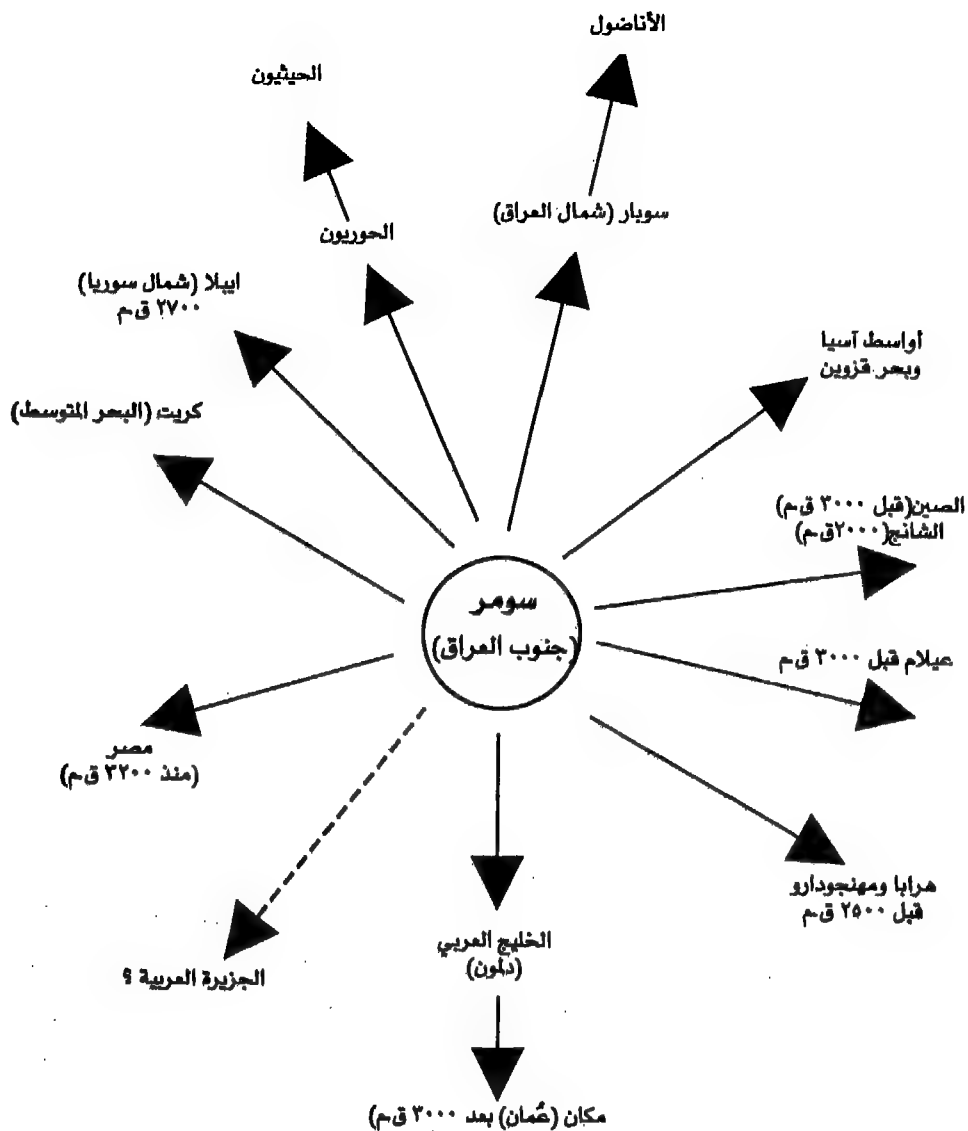 الأناضول
الحيثيون
سوبار (شمال العراق)
الحوريون
ايبلا (شمال سوريا)
٢٧٠٠ ق.م
أواسط آسيا
وبحر قزوين
كريت (البحر المتوسط)
الصين(قبل ٣٠٠٠ ق.م)
الشانج(٢٠٠٠ق.م)
سومر
(جنوب العراق)
عيلام قبل ٣٠٠٠ ق.م
مصر
(منذ ٣٢٠٠ ق.م)
هرابا ومهنجودارو
قبل ٢٥٠٠ ق.م
الخليج العربي
(دلمون)
الجزيرة العربية ؟
مكان (عُمان) بعد ٣٠٠٠ ق.م)